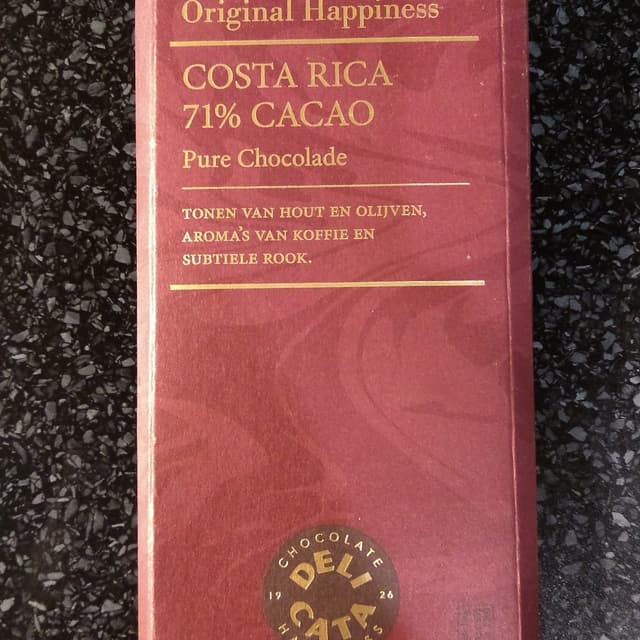 Original Happiness
COSTA RICA
71% CACAO
Pure Chocolade
TONEN VAN HOUT EN OLIJVEN,
AROMA'S VAN KOFFIE EN
SUBTIELE ROOK.
CHOCOLATE
DELI
19 26
CATA